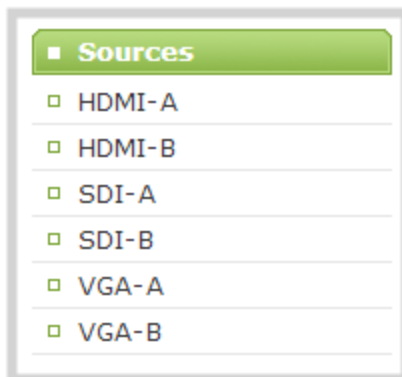 Sources
HDMI-A
HDMI-B
SDI-A
SDI-B
VGA-A
VGA-B